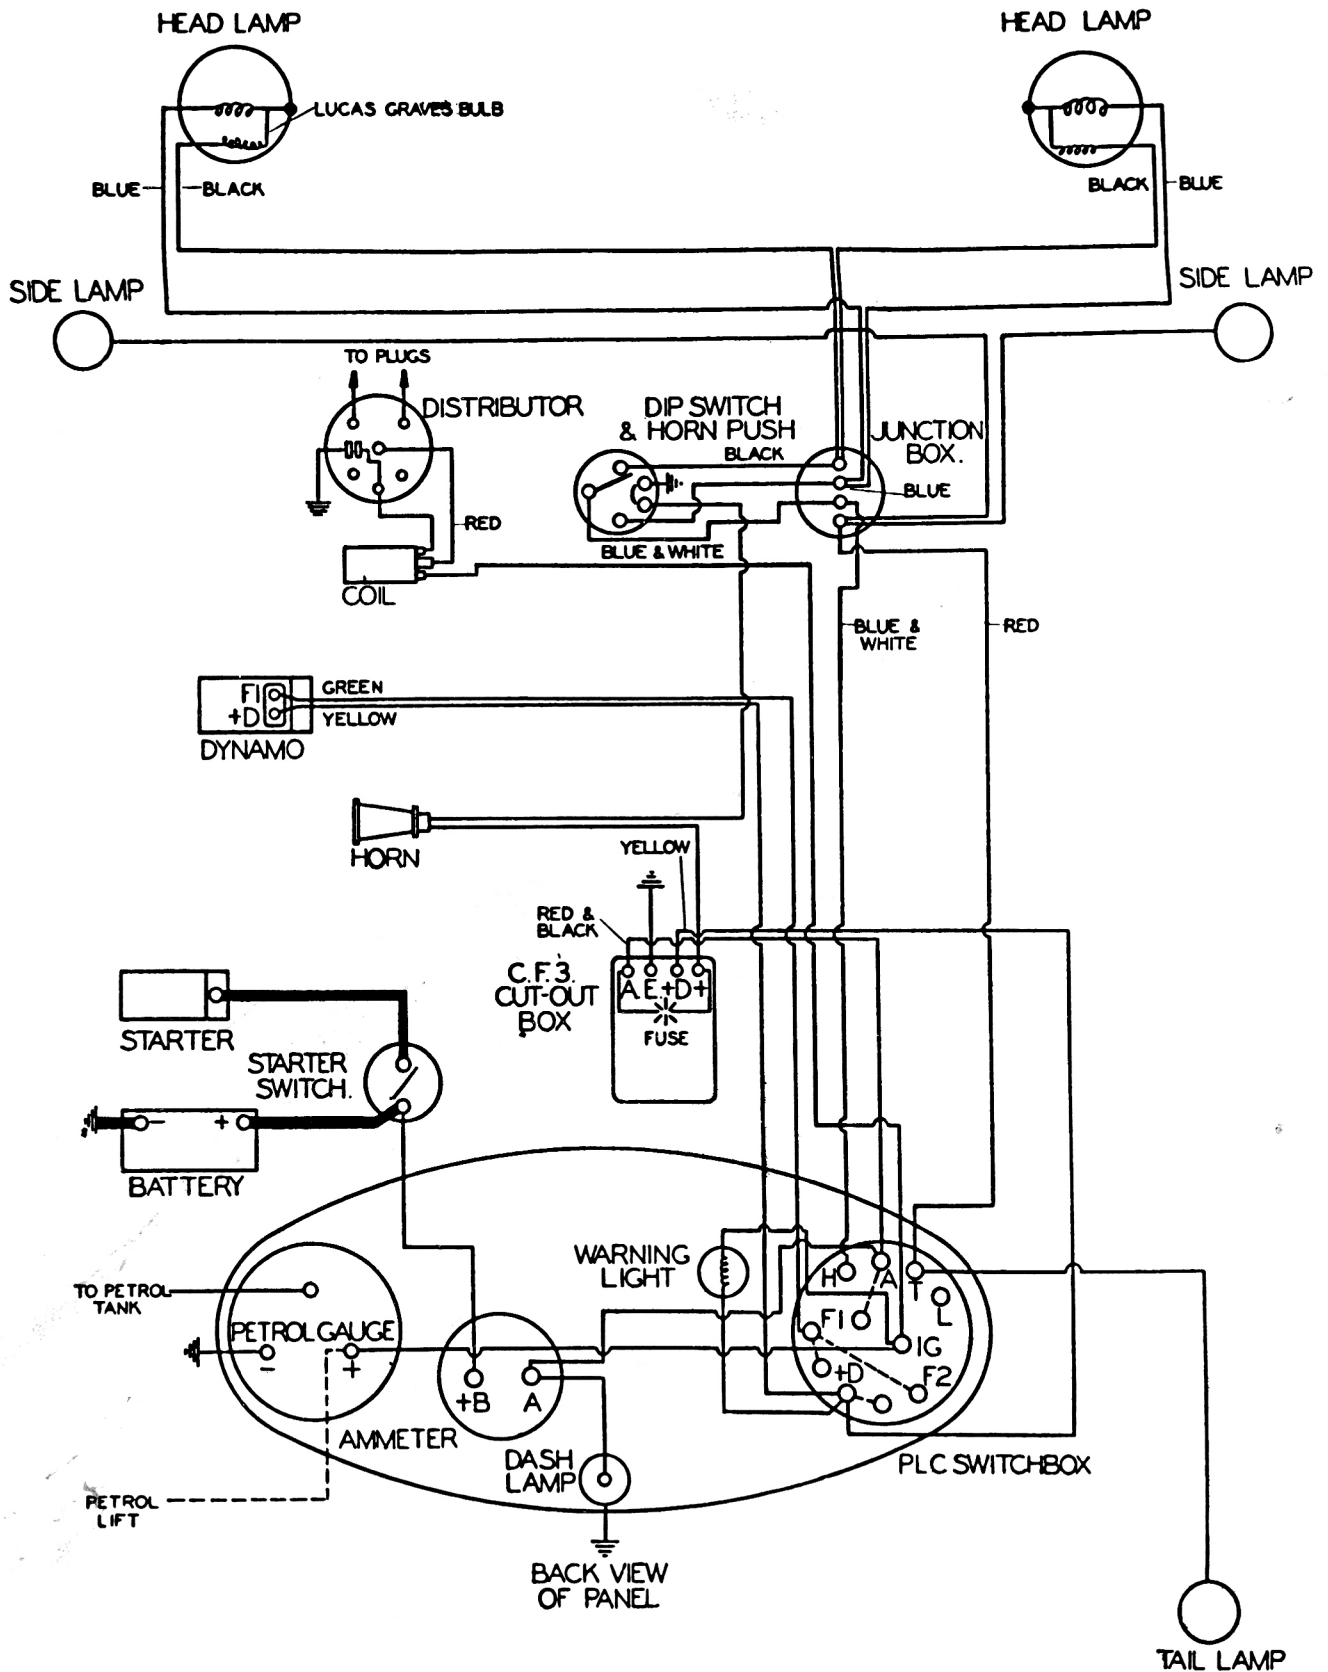 HEAD LAMP
HEAD LAMP
LUCAS GRAVES BULB
BLUE
BLACK
BLACK
BLUE
SIDE LAMP
SIDE LAMP
TO PLUGS
DISTRIBUTOR
DIP SWITCH
& HORN PUSH
BLACK
JUNCTION
BOX.
BLUE
RED
BLUE & WHITE
COIL
BLUE &
WHITE
RED
F1
+D
GREEN
YELLOW
DYNAMO
HORN
YELLOW
RED &
BLACK
C.F.3.
CUT-OUT
BOX
A. E. +D +
FUSE
STARTER
STARTER
SWITCH.
- +
BATTERY
WARNING
LIGHT
H
A
T
L
F1
IG
+D
F2
TO PETROL
TANK
PETROL GAUGE
- +
+B A
AMMETER
DASH
LAMP
PLC SWITCHBOX
PETROL
LIFT
BACK VIEW
OF PANEL
TAIL LAMP